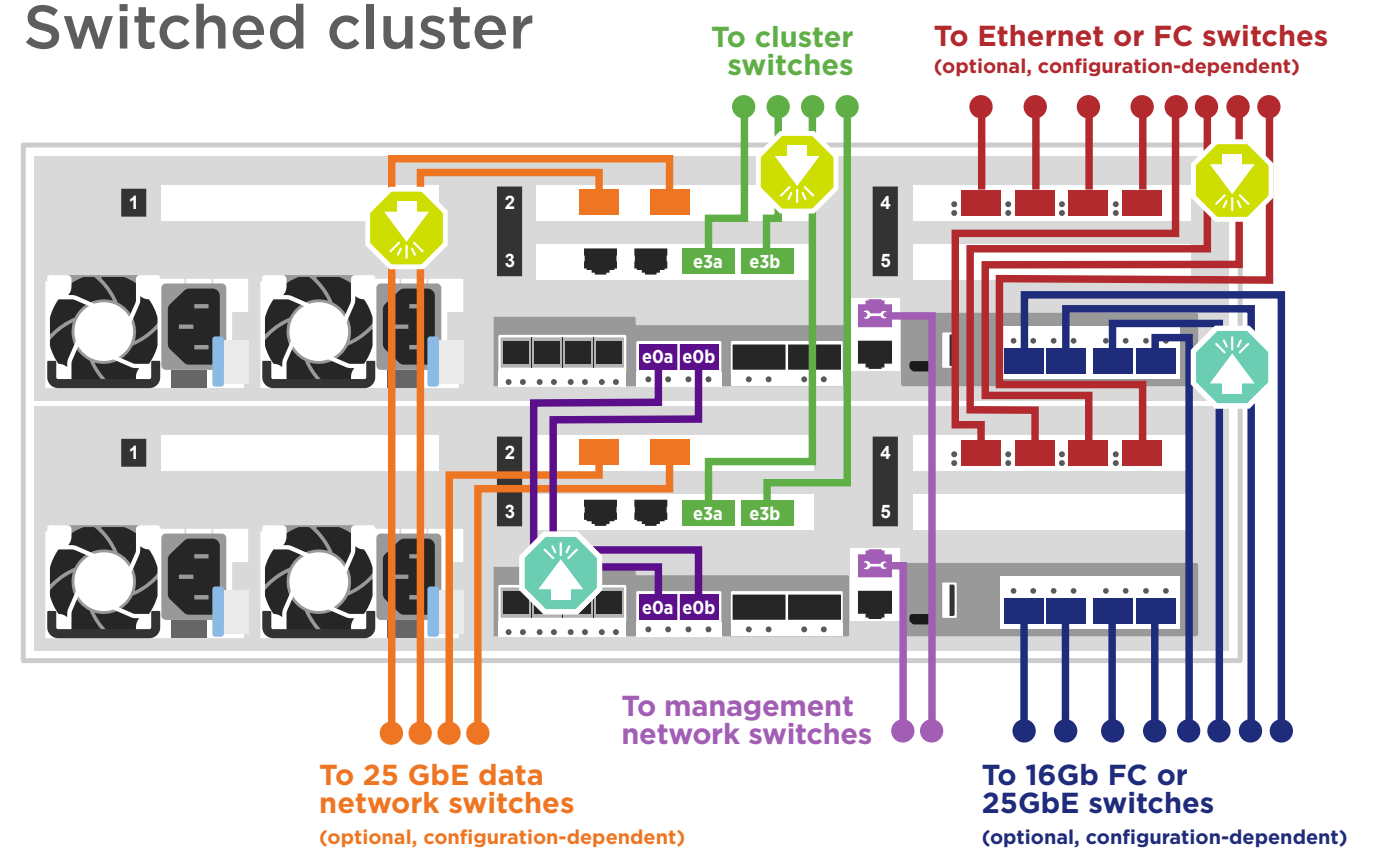 Switched cluster
To cluster
switches
To Ethernet or FC switches
(optional, configuration-dependent)
1
2
4
3
e3a
e3b
5
e0a
e0b
1
2
4
3
e3a
e3b
5
e0a
e0b
To management
network switches
To 25 GbE data
network switches
(optional, configuration-dependent)
To 16Gb FC or
25GbE switches
(optional, configuration-dependent)